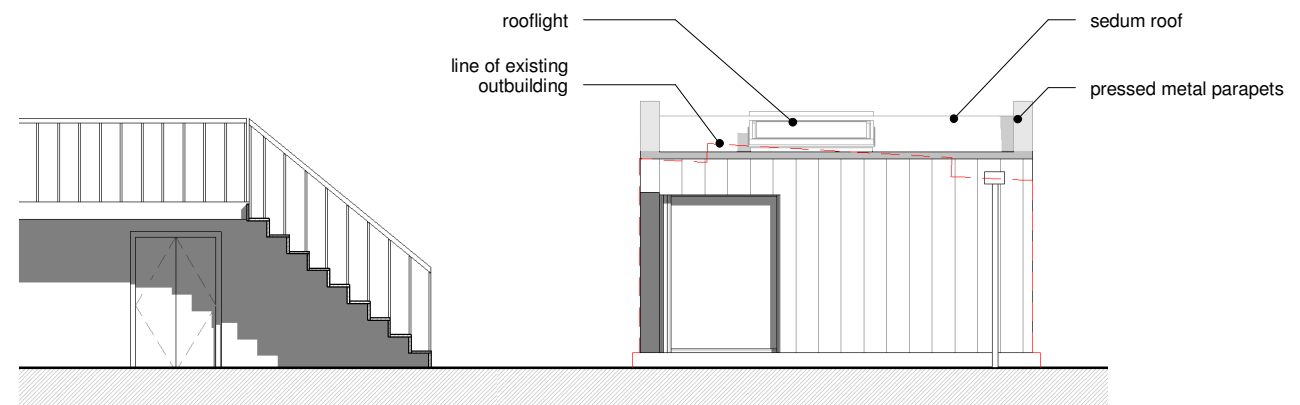 rooflight
line of existing
outbuilding
sedum roof
pressed metal parapets